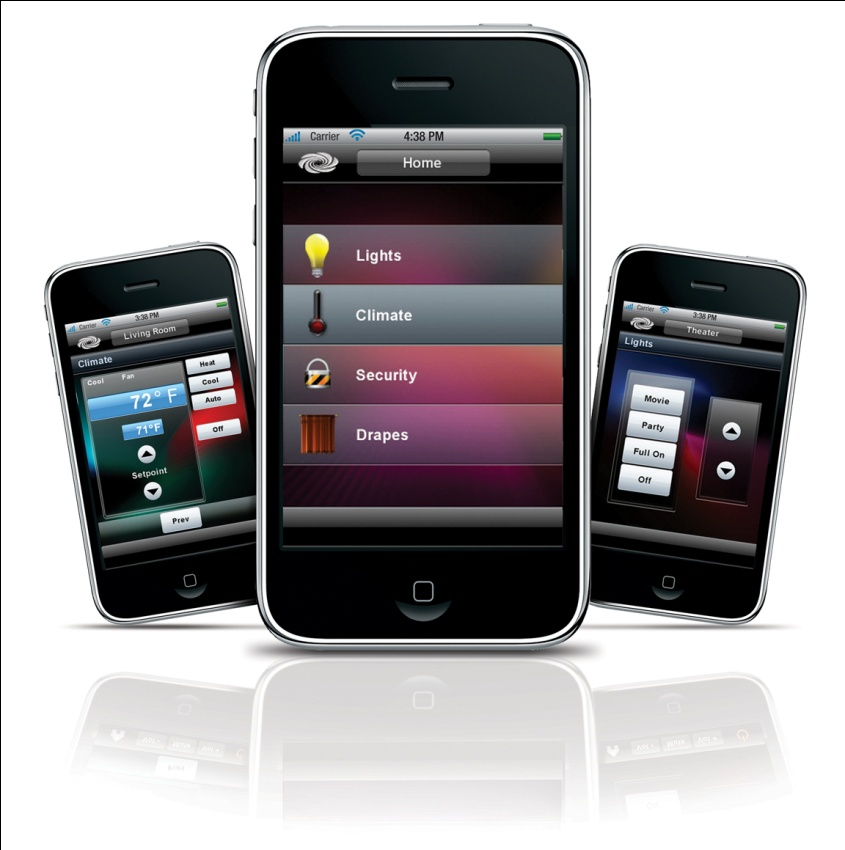 Carrier 4:38 PM
Home
Lights
Climate
Security
Drapes
Carrier 3:38 PM
Living Room
Climate
Cool Fan
72° F
71°F
Setpoint
Heat
Cool
Auto
Off
Prev
Carrier 3:38 PM
Theater
Lights
Movie
Party
Full On
Off